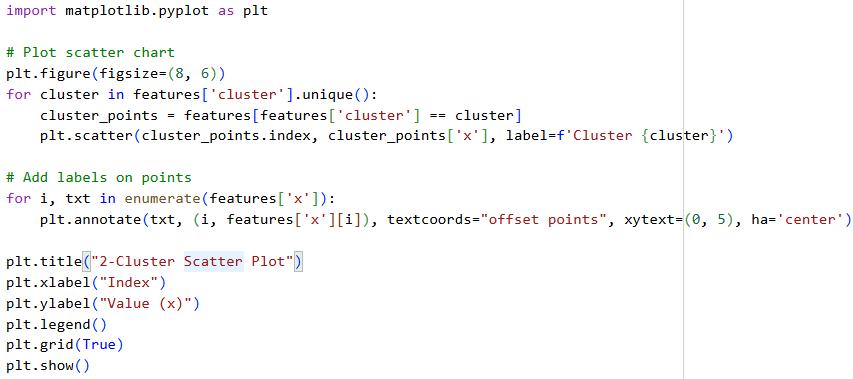 import matplotlib.pyplot as plt

# Plot scatter chart
plt.figure(figsize=(8, 6))
for cluster in features['cluster'].unique():
    cluster_points = features[features['cluster'] == cluster]
    plt.scatter(cluster_points.index, cluster_points['x'], label=f'Cluster {cluster}')

# Add labels on points
for i, txt in enumerate(features['x']):
    plt.annotate(txt, (i, features['x'][i]), textcoords="offset points", xytext=(0, 5), ha='center')

plt.title("2-Cluster Scatter Plot")
plt.xlabel("Index")
plt.ylabel("Value (x)")
plt.legend()
plt.grid(True)
plt.show()